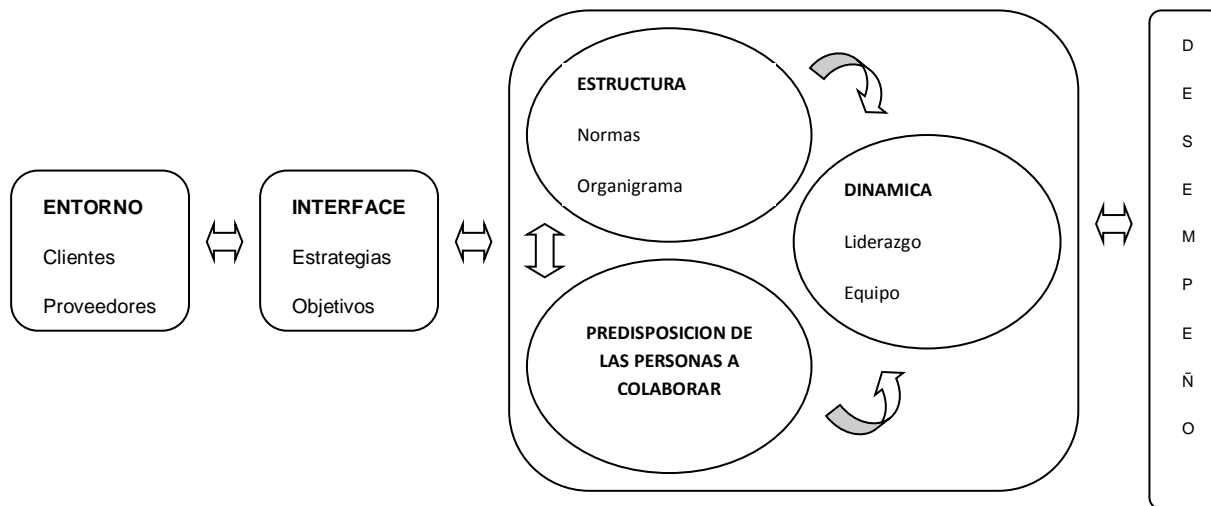 ENTORNO
Clientes
Proveedores
INTERFACE
Estrategias
Objetivos
ESTRUCTURA
Normas
Organigrama
PREDISPOSICION DE
LAS PERSONAS A
COLABORAR
DINAMICA
Liderazgo
Equipo
D
E
S
E
M
P
E
Ñ
O